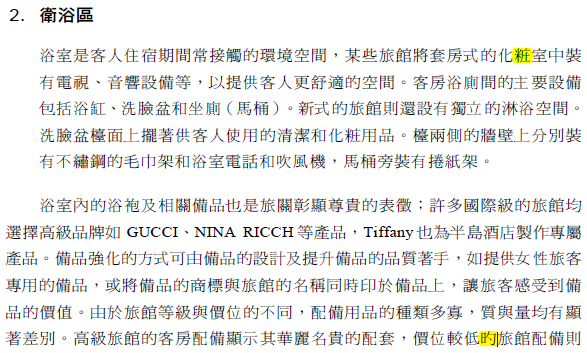 2. 衛浴區
浴室是客人住宿期間常接觸的環境空間，某些旅館將套房式的化粧室中裝
有電視、音響設備等，以提供客人更舒適的空間。客房浴廁間的主要設備
包括浴缸、洗臉盆和坐廁（馬桶）。新式的旅館則還設有獨立的淋浴空間。
洗臉盆檯面上擺著供客人使用的清潔和化粧用品。檯兩側的牆壁上分別裝
有不繡鋼的毛巾架和浴室電話和吹風機，馬桶旁裝有捲紙架。
浴室內的浴袍及相關備品也是旅關彰顯尊貴的表徵；許多國際級的旅館均
選擇高級品牌如 GUCCI、NINA RICCH 等產品，Tiffany 也為半島酒店製作專屬
產品。備品強化的方式可由備品的設計及提升備品的品質著手，如提供女性旅客
專用的備品，或將備品的商標與旅館的名稱同時印於備品上，讓旅客感受到備
品的價值。由於旅館等級與價位的不同，配備用品的種類多寡，質與量均有顯
著差別。高級旅館的客房配備顯示其華麗名貴的配套，價位較低旳旅館配備則